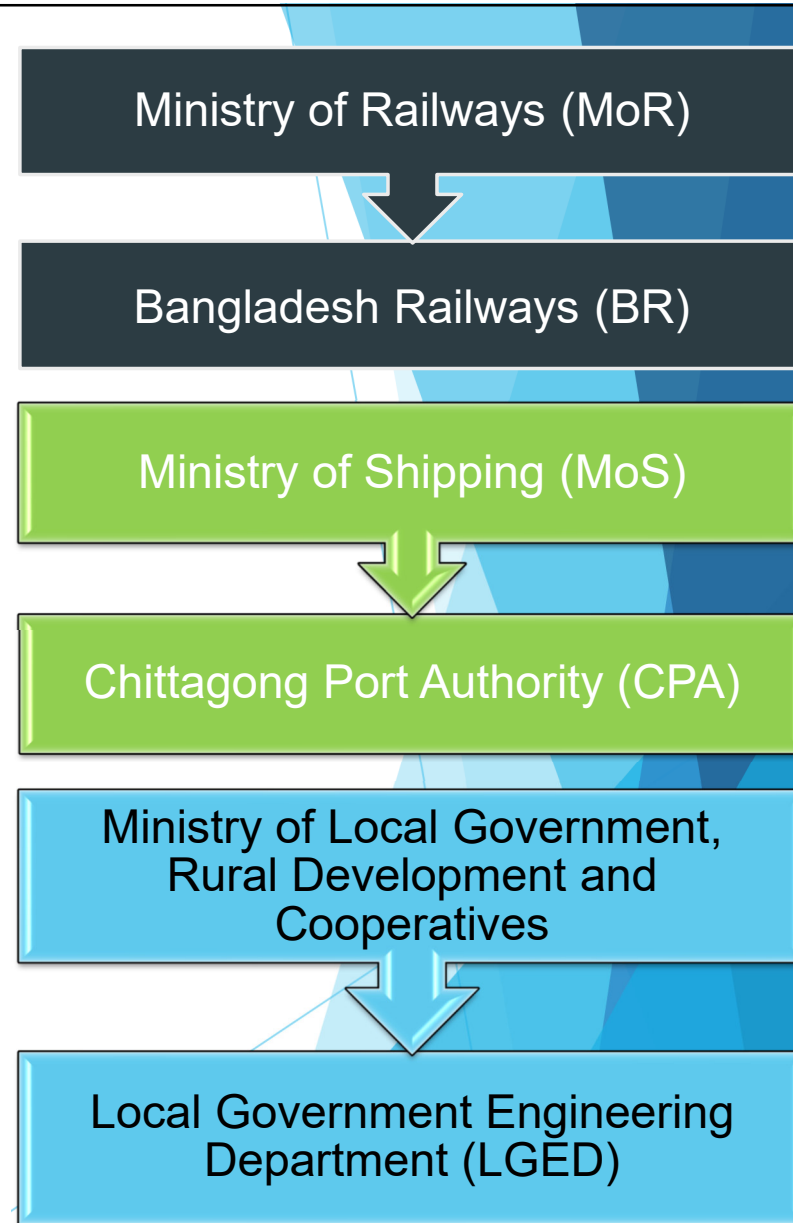 Ministry of Railways (MoR)
Bangladesh Railways (BR)
Ministry of Shipping (MoS)
Chittagong Port Authority (CPA)
Ministry of Local Government,
Rural Development and
Cooperatives
Local Government Engineering
Department (LGED)